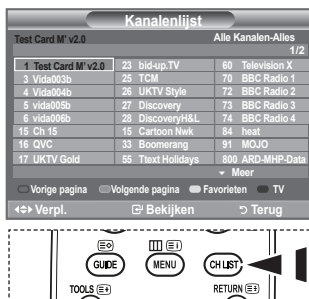 Kanalenlijst
Test Card M' v2.0 Alle Kanalen-Alles
1/2
1 Test Card M' v2.0 23 bid-up.TV 60 Television X
3 Vida003b 25 TCM 70 BBC Radio 1
4 Vida004b 26 UKTV Style 72 BBC Radio 2
5 vida005b 27 Discovery 73 BBC Radio 3
6 vida006b 28 DiscoveryH&L 74 BBC Radio 4
15 Ch 15 15 Cartoon Nwk 84 heat
16 QVC 33 Boomerang 91 MOJO
17 UKTV Gold 55 Ttext Holidays 800 ARD-MHP-Data
Meer
Vorige pagina Volgende pagina Favorieten TV
Verpl. Bekijken Terug
GUIDE MENU CH LIST
TOOLS RETURN